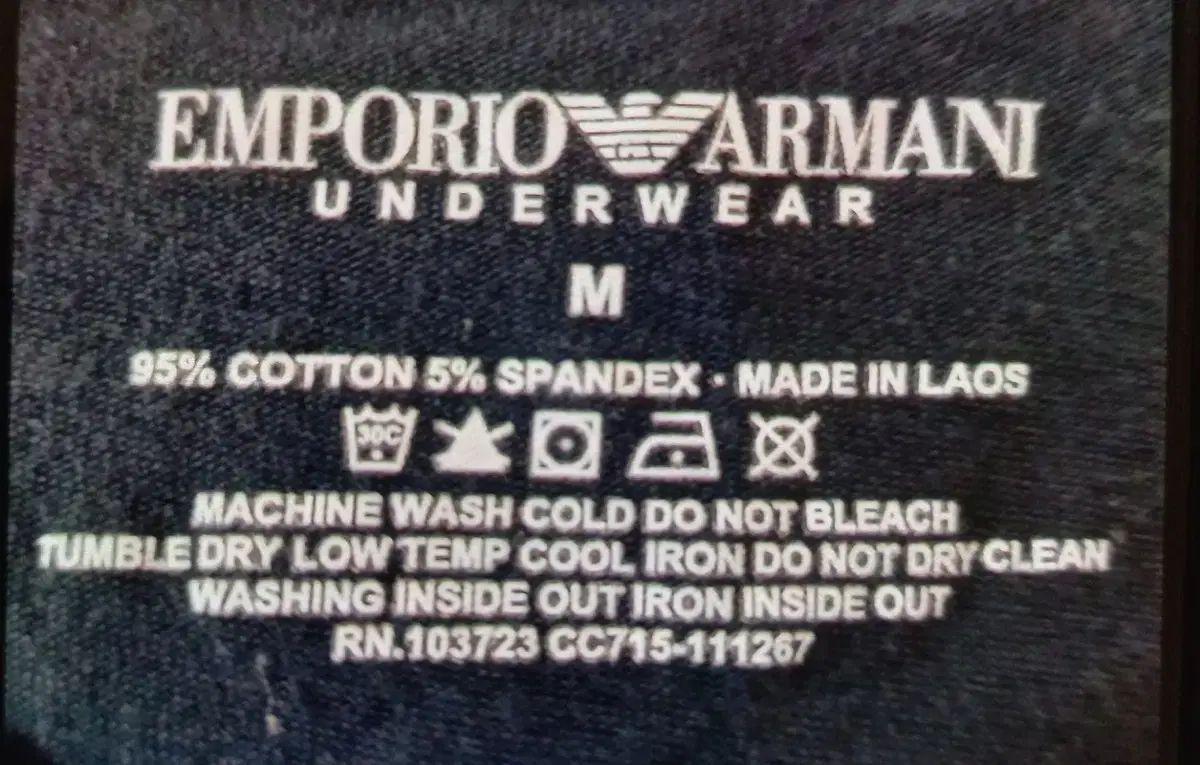 EMPORIO ARMANI
UNDERWEAR
M
95% COTTON 5% SPANDEX · MADE IN LAOS
30C
MACHINE WASH COLD DO NOT BLEACH
TUMBLE DRY LOW TEMP COOL IRON DO NOT DRY CLEAN
WASHING INSIDE OUT IRON INSIDE OUT
RN.103723 CC715-111267